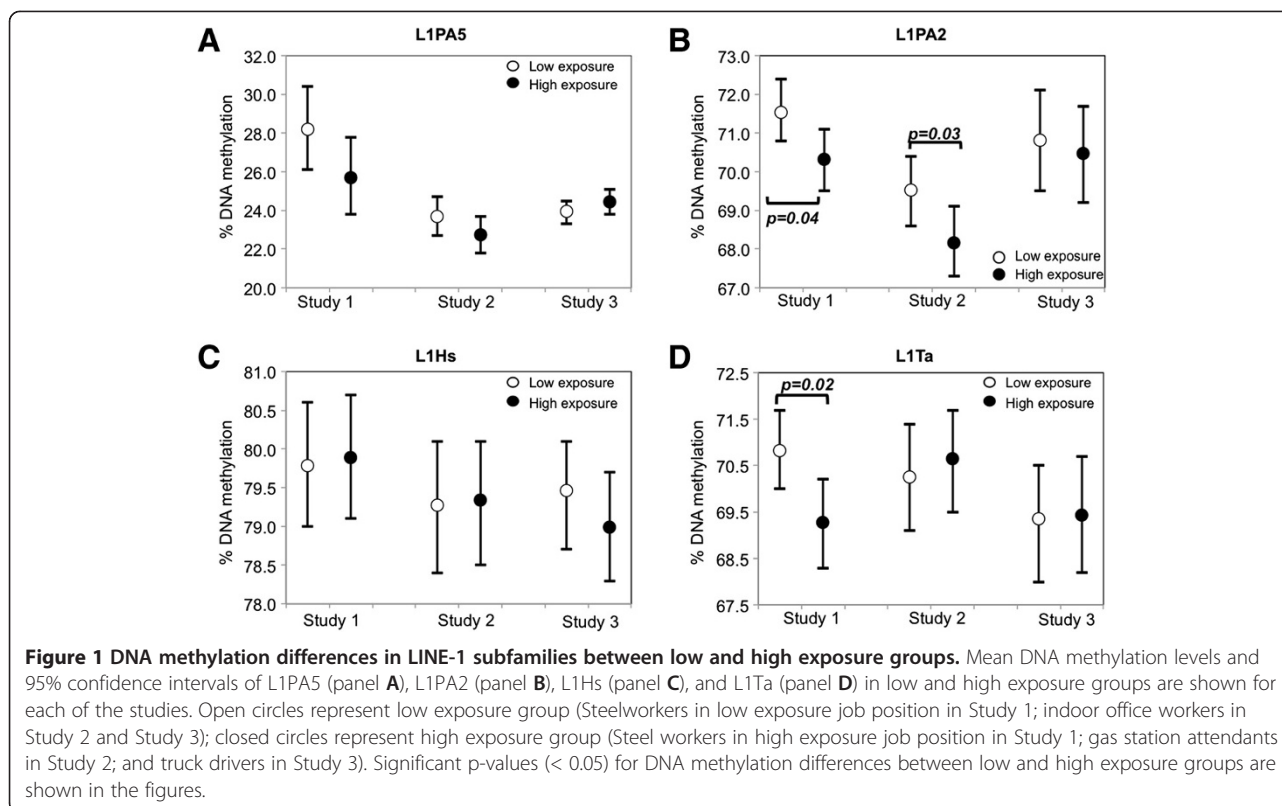 A
L1PA5
% DNA methylation
32.0
30.0
28.0
26.0
24.0
22.0
20.0
Low exposure
High exposure
Study 1
Study 2
Study 3
B
L1PA2
% DNA methylation
73.0
72.0
71.0
70.0
69.0
68.0
67.0
p=0.04
p=0.03
Low exposure
High exposure
Study 1
Study 2
Study 3
C
L1Hs
% DNA methylation
81.0
80.5
80.0
79.5
79.0
78.5
78.0
Low exposure
High exposure
Study 1
Study 2
Study 3
D
L1Ta
% DNA methylation
72.5
71.5
70.5
69.5
68.5
67.5
p=0.02
Low exposure
High exposure
Study 1
Study 2
Study 3
Figure 1 DNA methylation differences in LINE-1 subfamilies between low and high exposure groups. Mean DNA methylation levels and
95% confidence intervals of L1PA5 (panel A), L1PA2 (panel B), L1Hs (panel C), and L1Ta (panel D) in low and high exposure groups are shown for
each of the studies. Open circles represent low exposure group (Steelworkers in low exposure job position in Study 1; indoor office workers in
Study 2 and Study 3); closed circles represent high exposure group (Steel workers in high exposure job position in Study 1; gas station attendants
in Study 2; and truck drivers in Study 3). Significant p-values (< 0.05) for DNA methylation differences between low and high exposure groups are
shown in the figures.